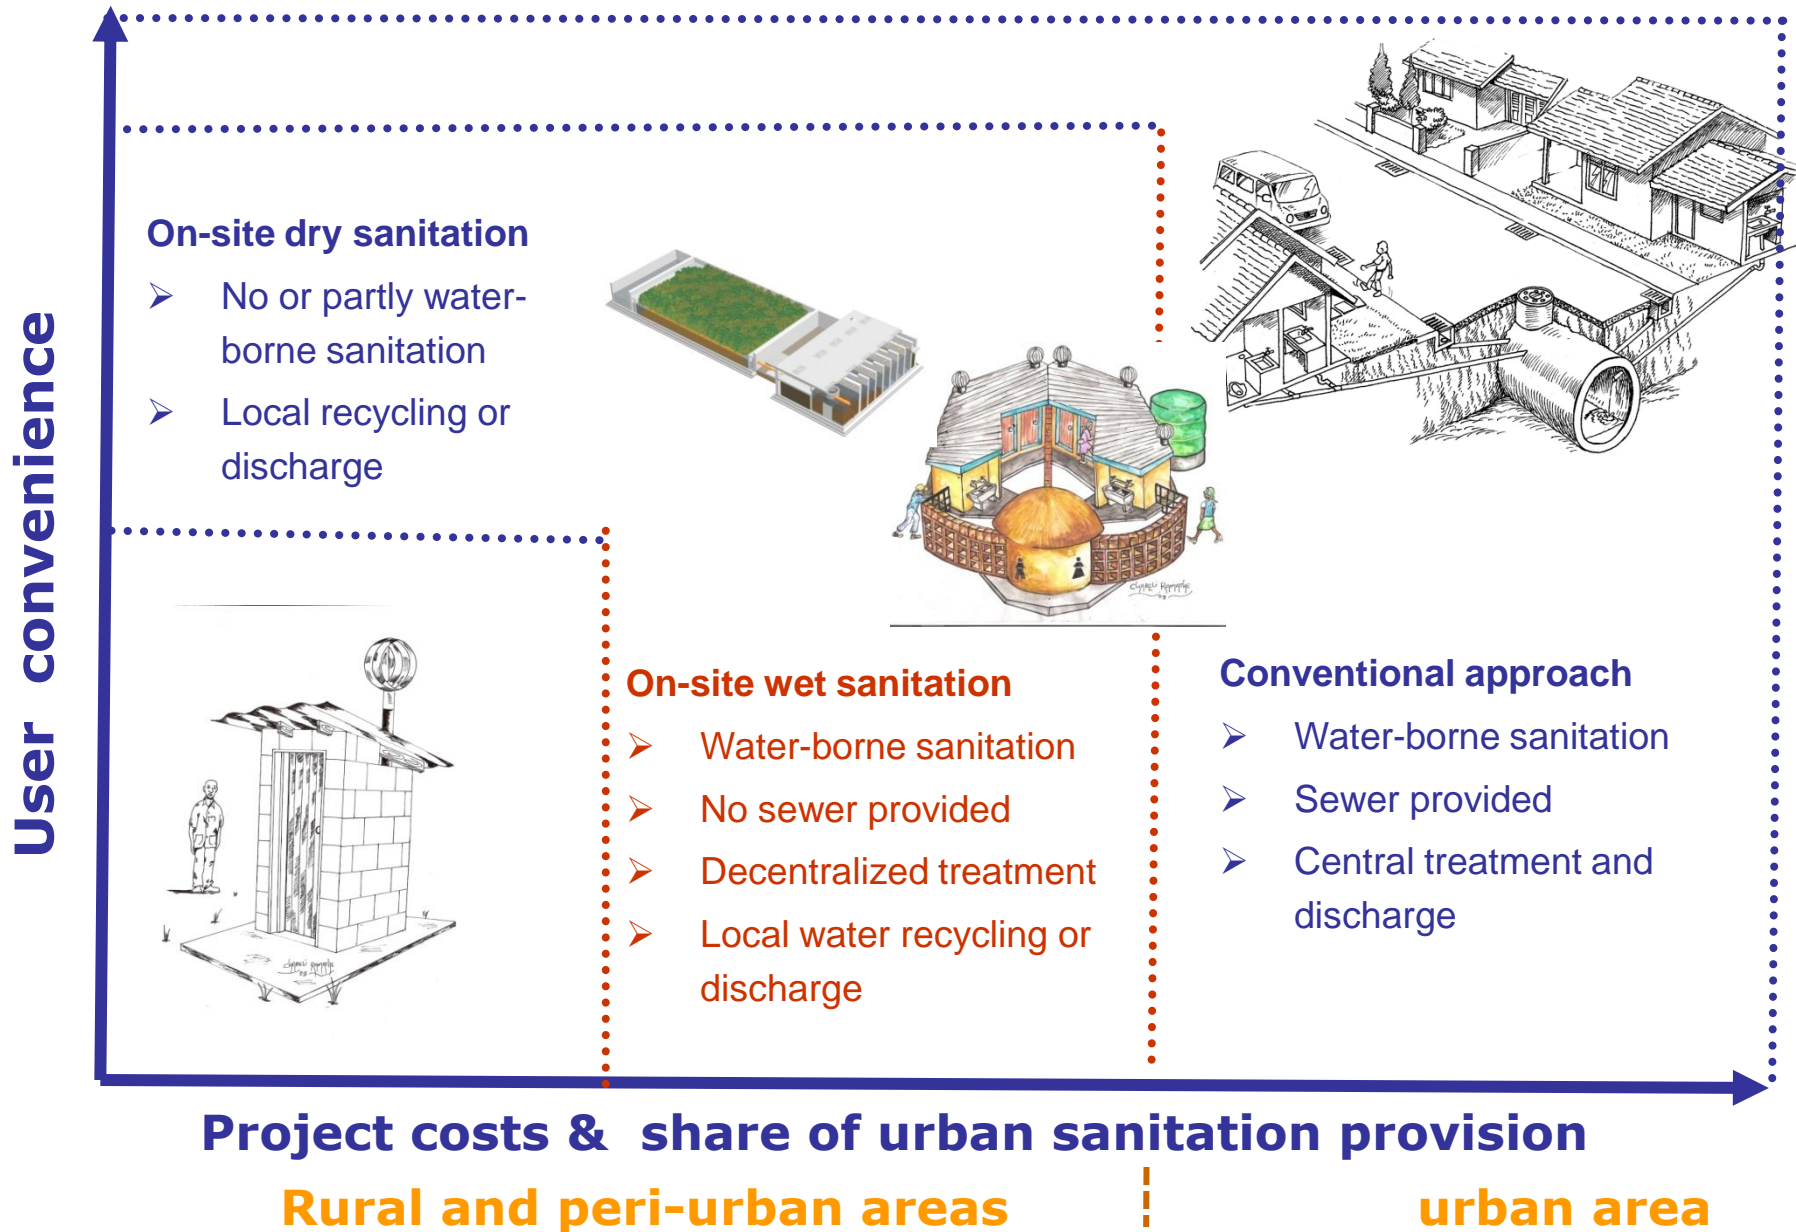 User convenience
On-site dry sanitation
➢ No or partly water-
borne sanitation
➢ Local recycling or
discharge
On-site wet sanitation
➢ Water-borne sanitation
➢ No sewer provided
➢ Decentralized treatment
➢ Local water recycling or
discharge
Conventional approach
➢ Water-borne sanitation
➢ Sewer provided
➢ Central treatment and
discharge
Project costs & share of urban sanitation provision
Rural and peri-urban areas
urban area